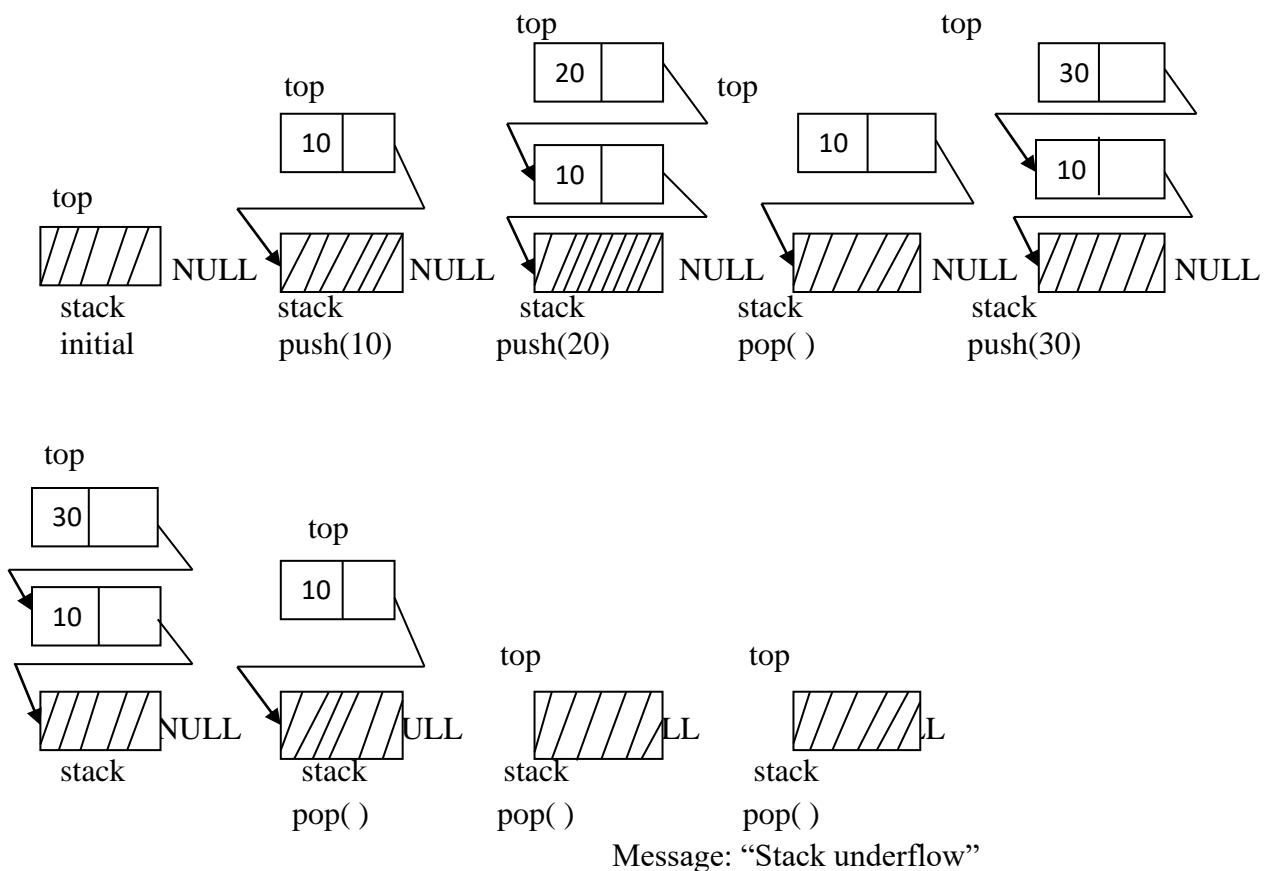 top
20
10
NULL
stack
push(20)
top
30
10
NULL
stack
push(30)
top
10
NULL
stack
push(10)
top
10
NULL
stack
pop( )
top
NULL
stack
initial
top
30
10
NULL
stack
top
10
ULL
stack
pop( )
top
LL
stack
pop( )
top
stack
pop( )
Message: “Stack underflow”